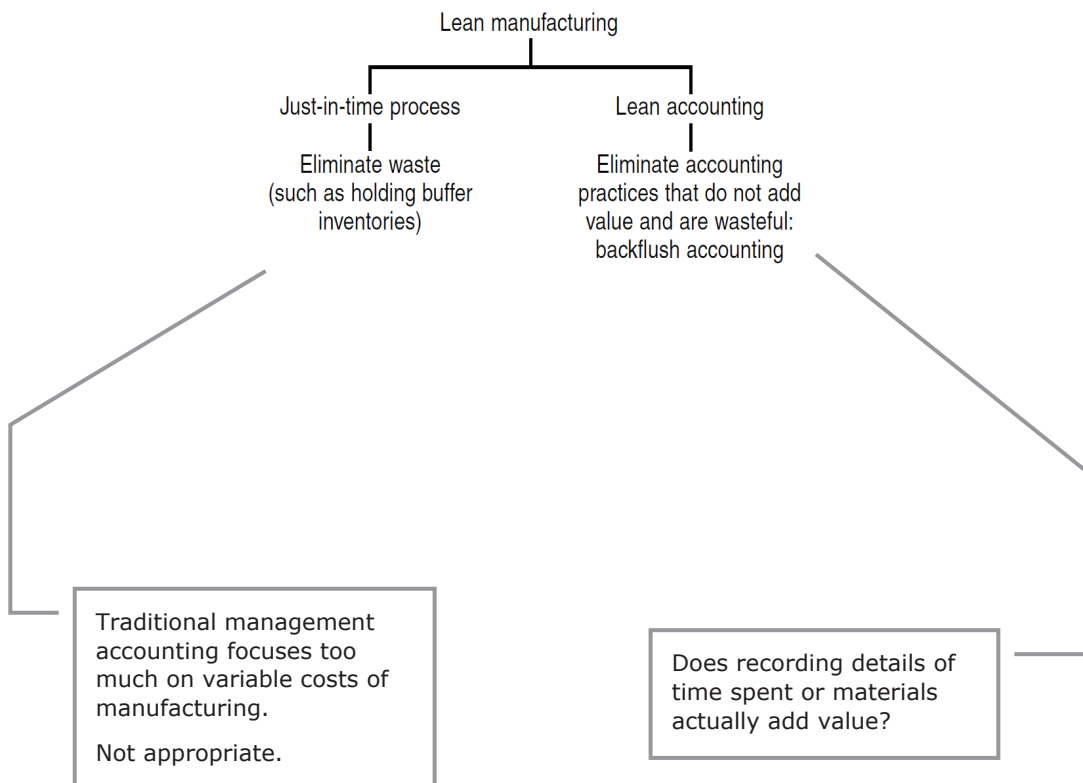 Lean manufacturing
Just-in-time process
Lean accounting
Eliminate waste
(such as holding buffer
inventories)
Eliminate accounting
practices that do not add
value and are wasteful:
backflush accounting
Traditional management
accounting focuses too
much on variable costs of
manufacturing.
Not appropriate.
Does recording details of
time spent or materials
actually add value?